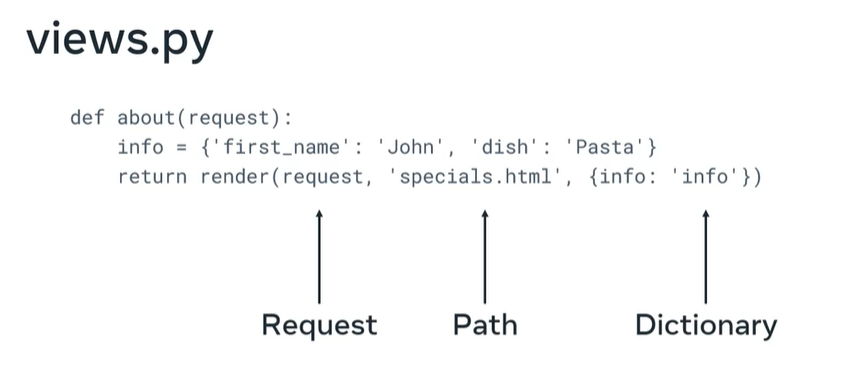 views.py
def about(request):
    info = {'first_name': 'John', 'dish': 'Pasta'}
    return render(request, 'specials.html', {info: 'info'})
Request Path Dictionary